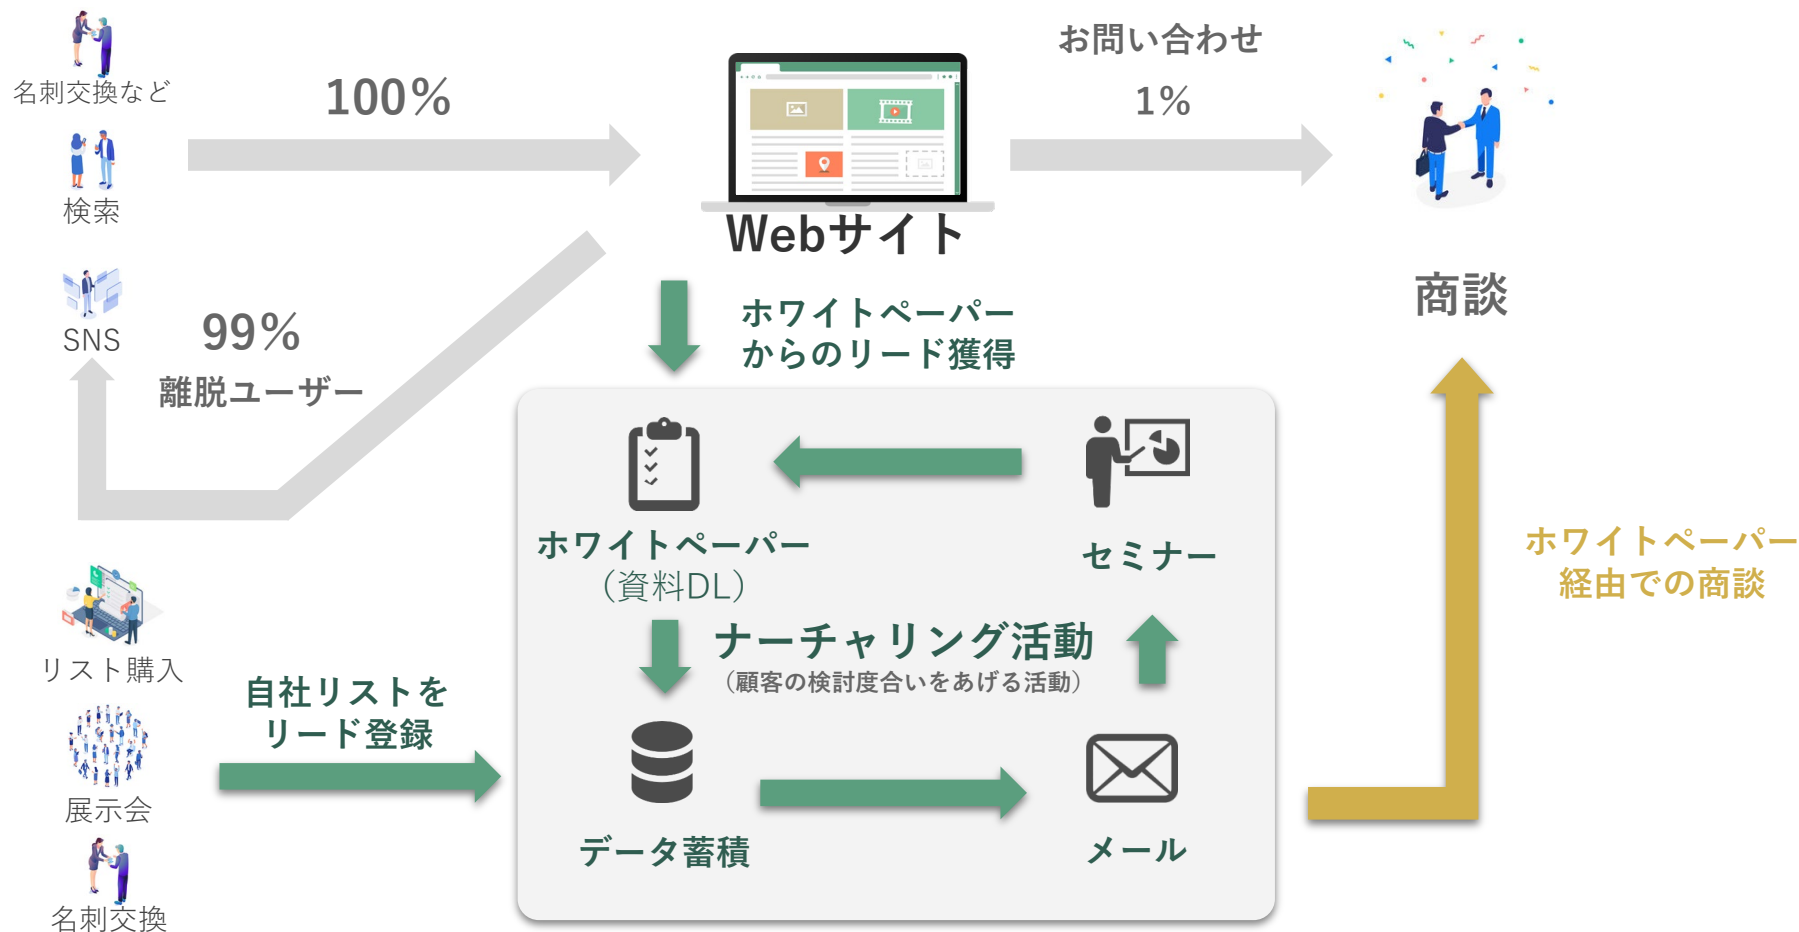 名刺交換など
100%
お問い合わせ
1%
検索
Webサイト
SNS
99%
離脱ユーザー
商談
ホワイトペーパー
からのリード獲得
ホワイトペーパー
（資料DL）
セミナー
ナーチャリング活動
（顧客の検討度合いをあげる活動）
ホワイトペーパー
経由での商談
リスト購入
自社リストを
リード登録
展示会
データ蓄積
メール
名刺交換